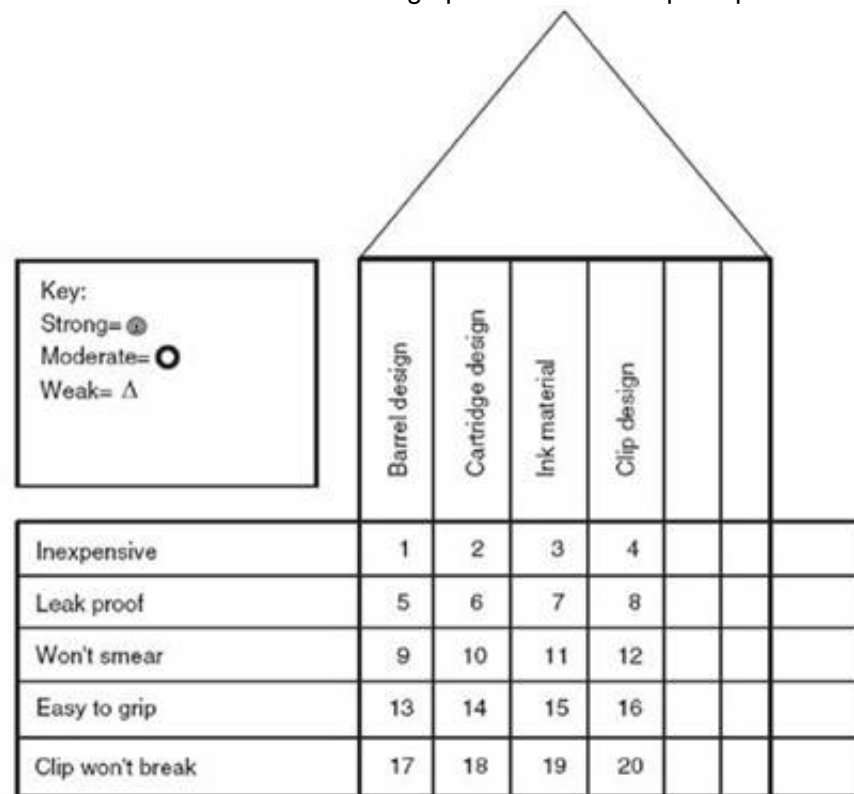 Key:
Strong=
Moderate=
Weak= Δ
Barrel design
Cartridge design
Ink material
Clip design
Inexpensive 1 2 3 4
Leak proof 5 6 7 8
Won't smear 9 10 11 12
Easy to grip 13 14 15 16
Clip won't break 17 18 19 20